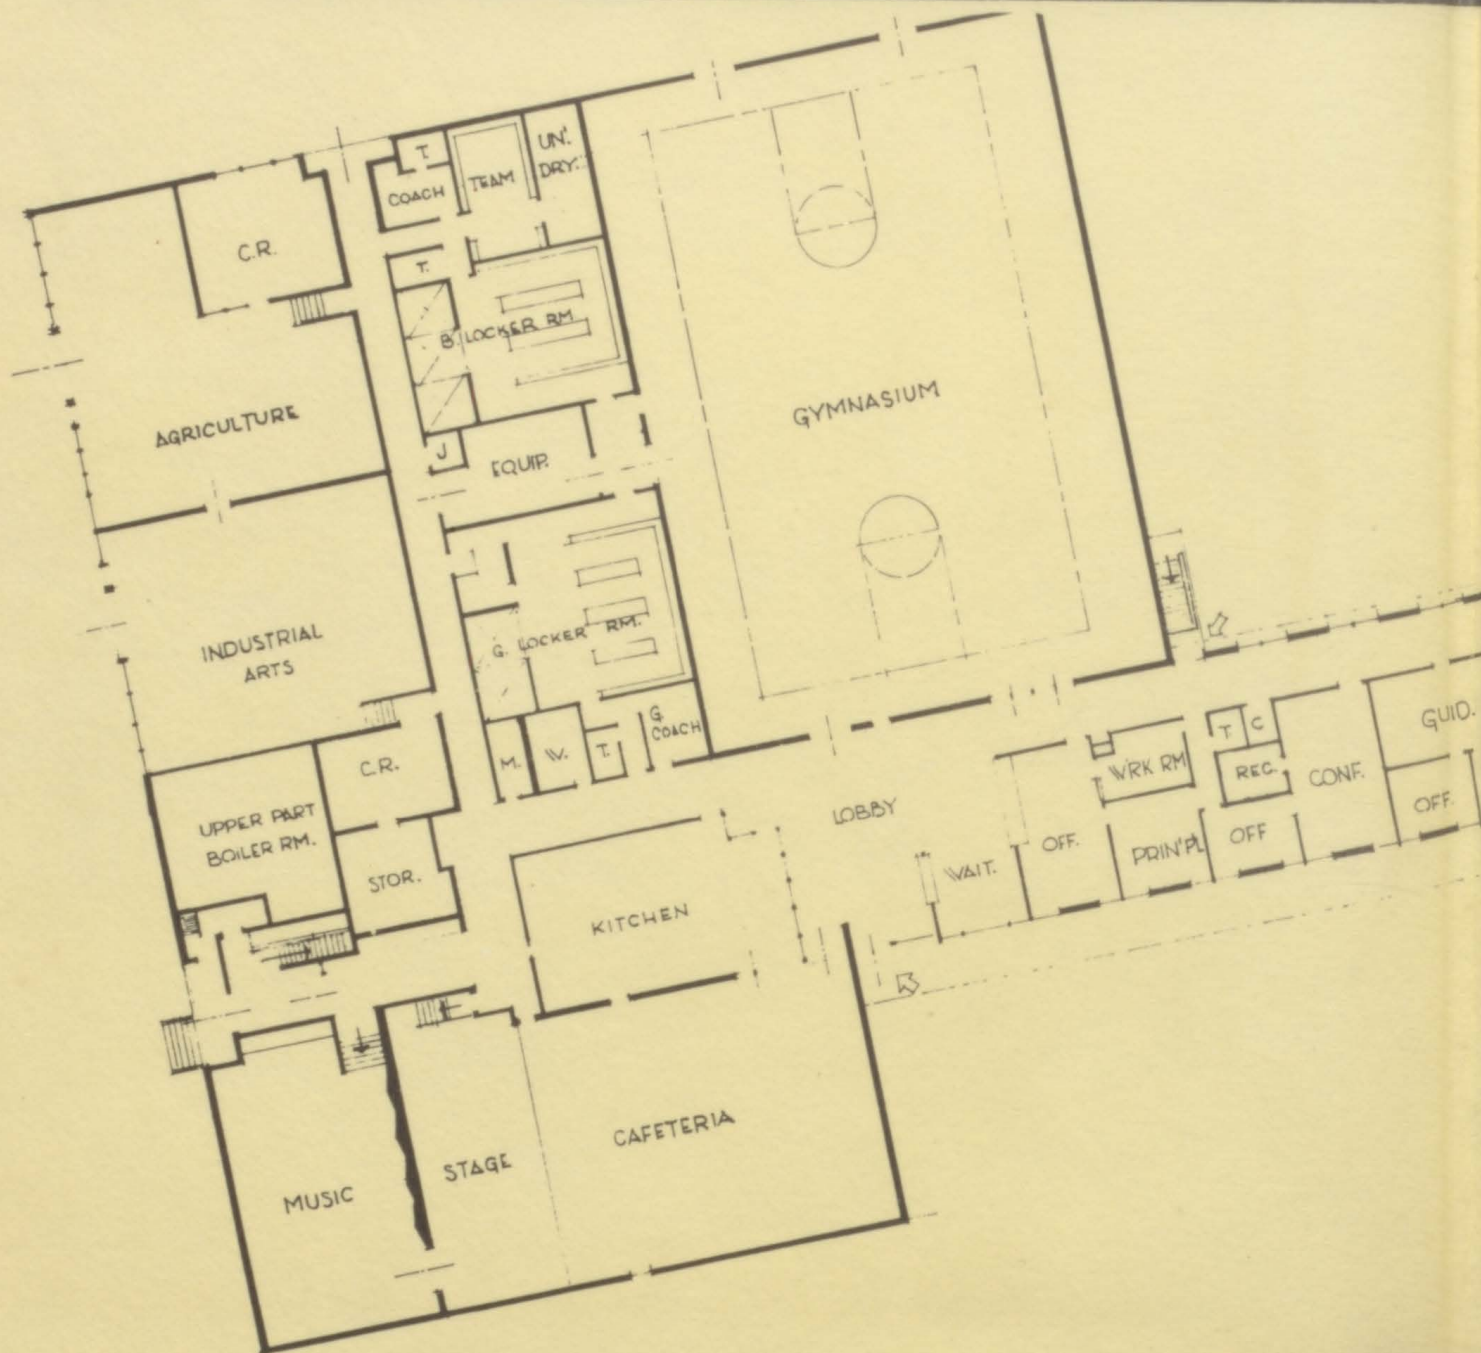 T.
UN'.
DRY.
COACH
TEAM
C.R.
T.
B. LOCKER RM
GYMNASIUM
AGRICULTURE
J
EQUIP.
INDUSTRIAL
ARTS
G. LOCKER RM.
G.
COACH
M.
W.
T.
C.R.
UPPER PART
BOILER RM.
STOR.
LOBBY
KITCHEN
WAIT.
OFF.
WRK RM
PRIN'PL
T
C
REC.
OFF
CONF.
GUID.
OFF.
CAFETERIA
STAGE
MUSIC